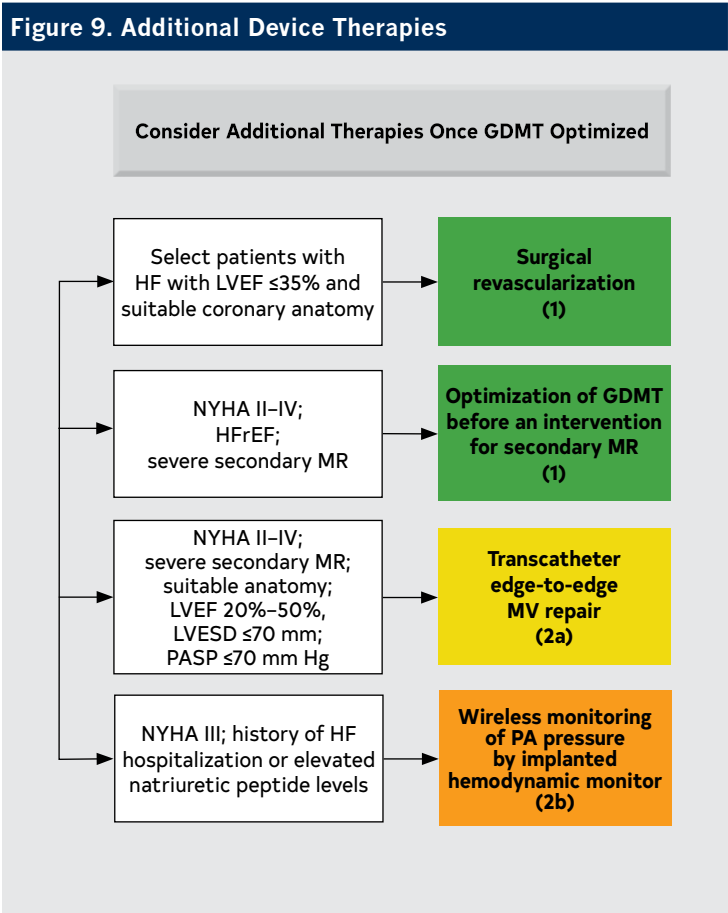 Figure 9. Additional Device Therapies
Consider Additional Therapies Once GDMT Optimized
Select patients with
HF with LVEF ≤35% and
suitable coronary anatomy
Surgical
revascularization
(1)
NYHA II–IV;
HFrEF;
severe secondary MR
Optimization of GDMT
before an intervention
for secondary MR
(1)
NYHA II–IV;
severe secondary MR;
suitable anatomy;
LVEF 20%–50%,
LVESD ≤70 mm;
PASP ≤70 mm Hg
Transcatheter
edge-to-edge
MV repair
(2a)
NYHA III; history of HF
hospitalization or elevated
natriuretic peptide levels
Wireless monitoring
of PA pressure
by implanted
hemodynamic monitor
(2b)